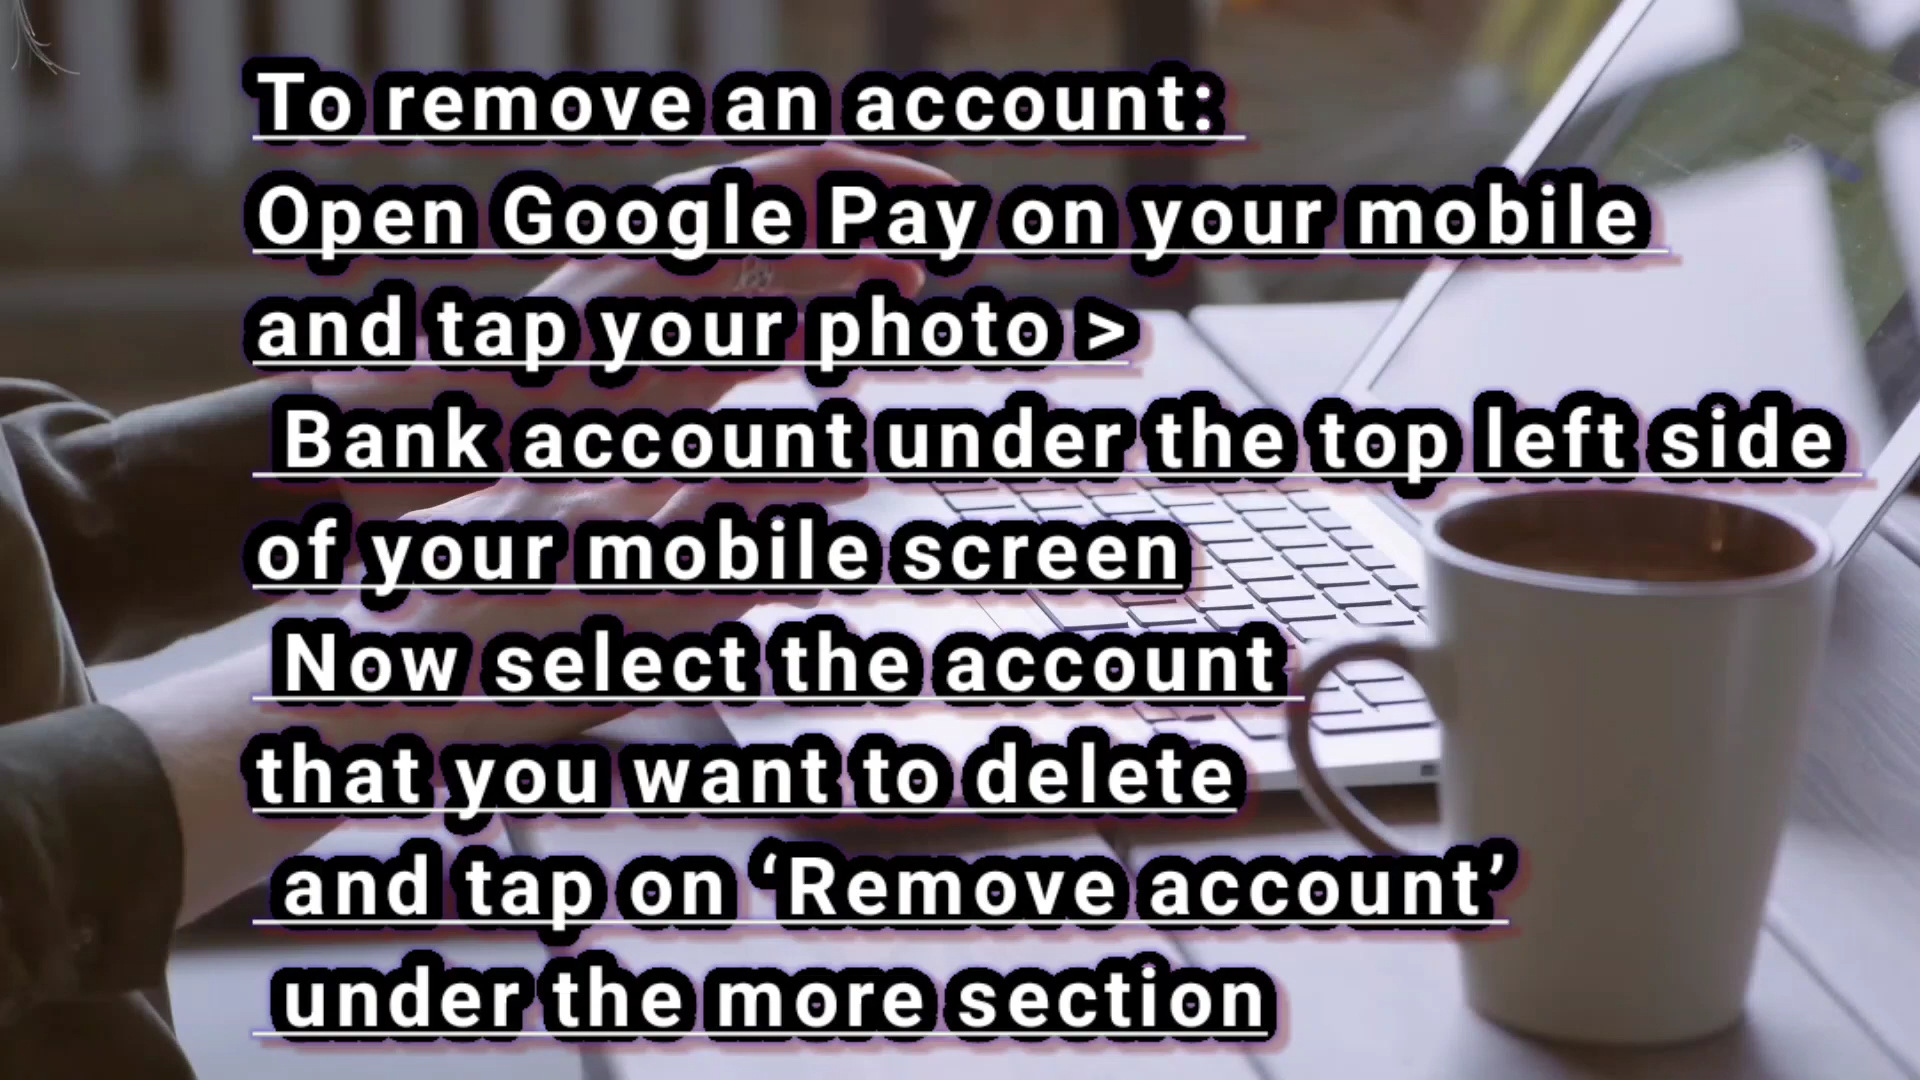 To remove an account:
Open Google Pay on your mobile
and tap your photo >
Bank account under the top left side
of your mobile screen
Now select the account
that you want to delete
and tap on ‘Remove account’
under the more section